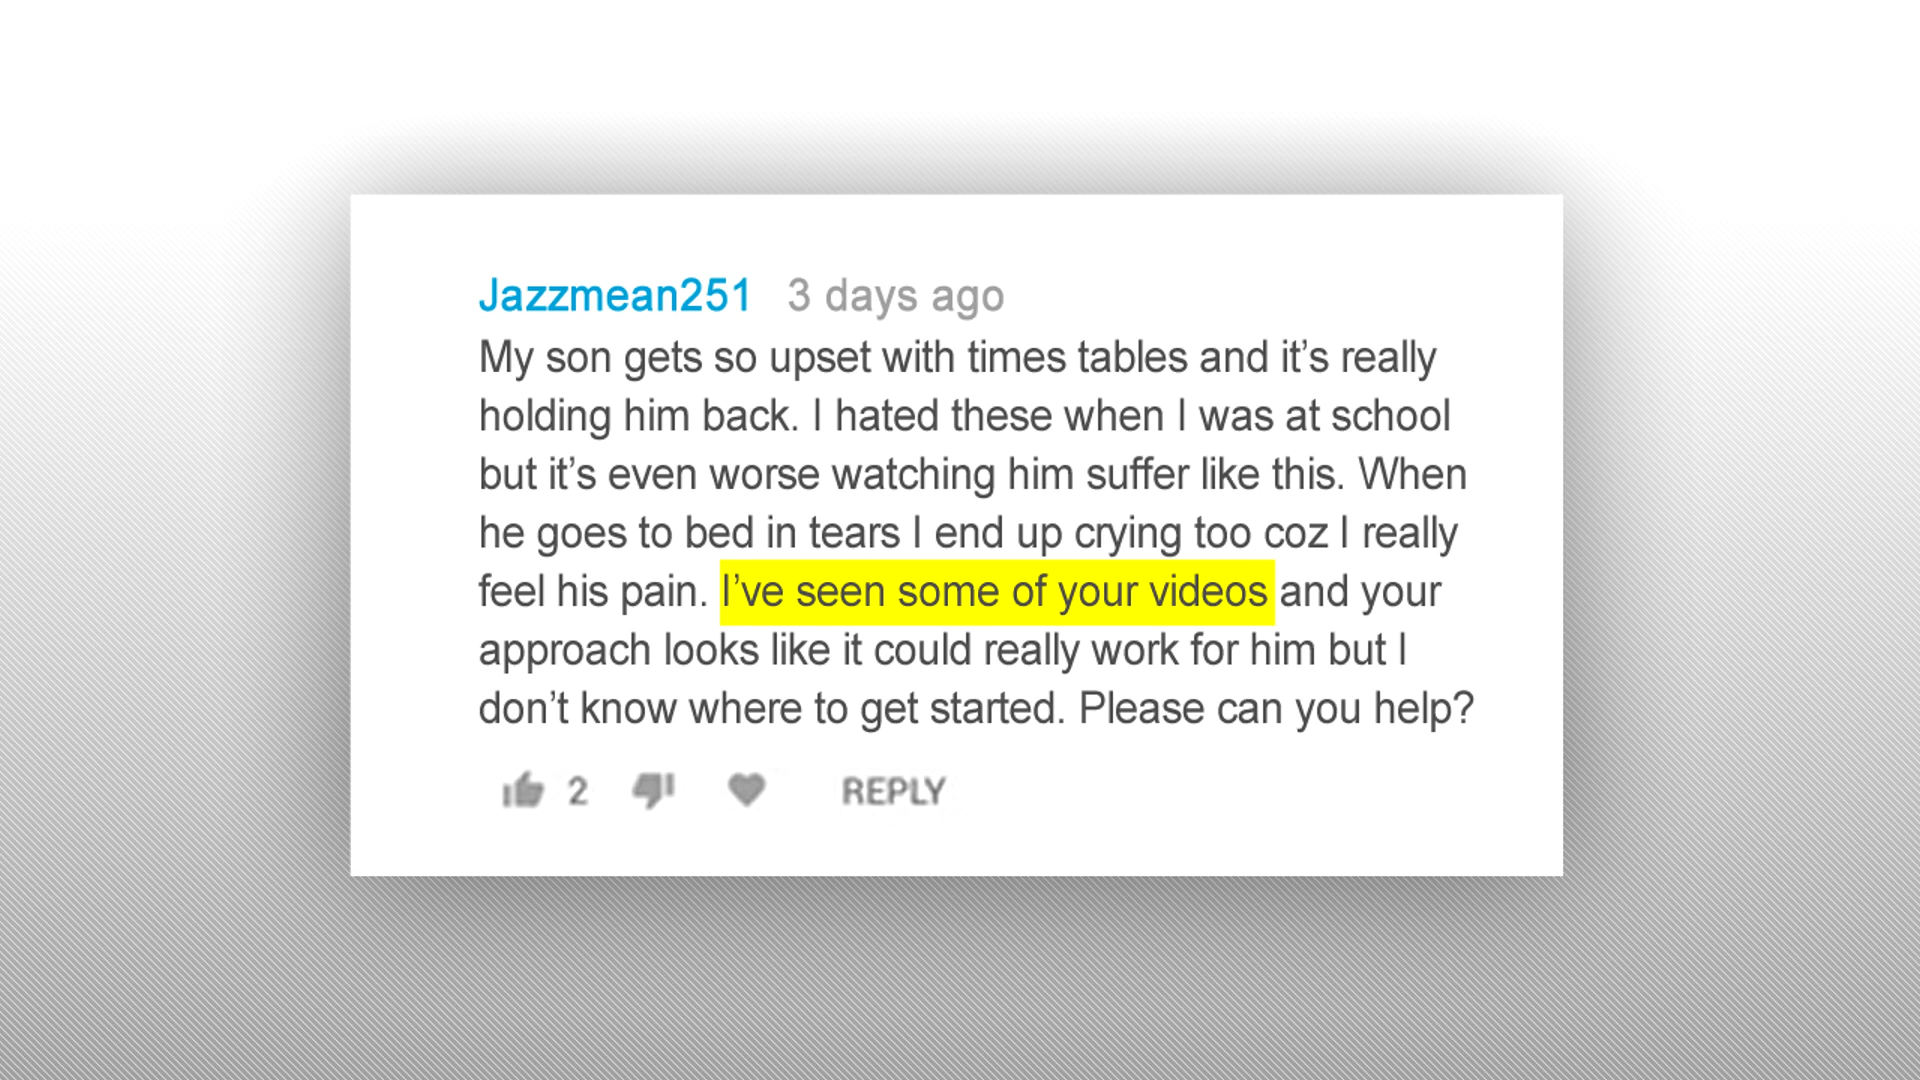 Jazzmean251 3 days ago
My son gets so upset with times tables and it’s really
holding him back. I hated these when I was at school
but it’s even worse watching him suffer like this. When
he goes to bed in tears I end up crying too coz I really
feel his pain. I’ve seen some of your videos and your
approach looks like it could really work for him but I
don’t know where to get started. Please can you help?
2 REPLY